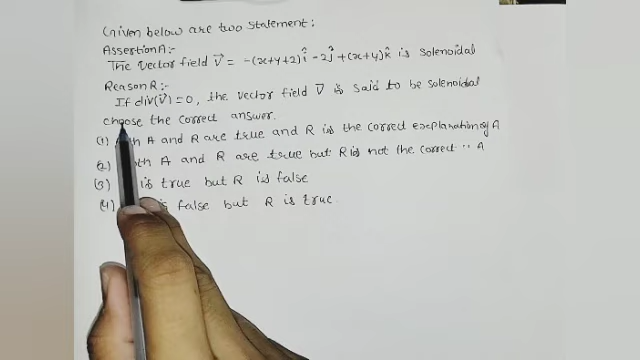 Given below are two statement:
Assertion A:-
The vector field V⃗ = -(x+y+2)î - 2ĵ + (x+y)k̂ is solenoidal
Reason R:-
If div(V⃗) = 0, the vector field V⃗ is said to be solenoidal
choose the correct answer.
(1) A and R are true and R is the correct explanation of A
(2) A and R are true but R is not the correct " A
(3) is true but R is false
(4) is false but R is true.